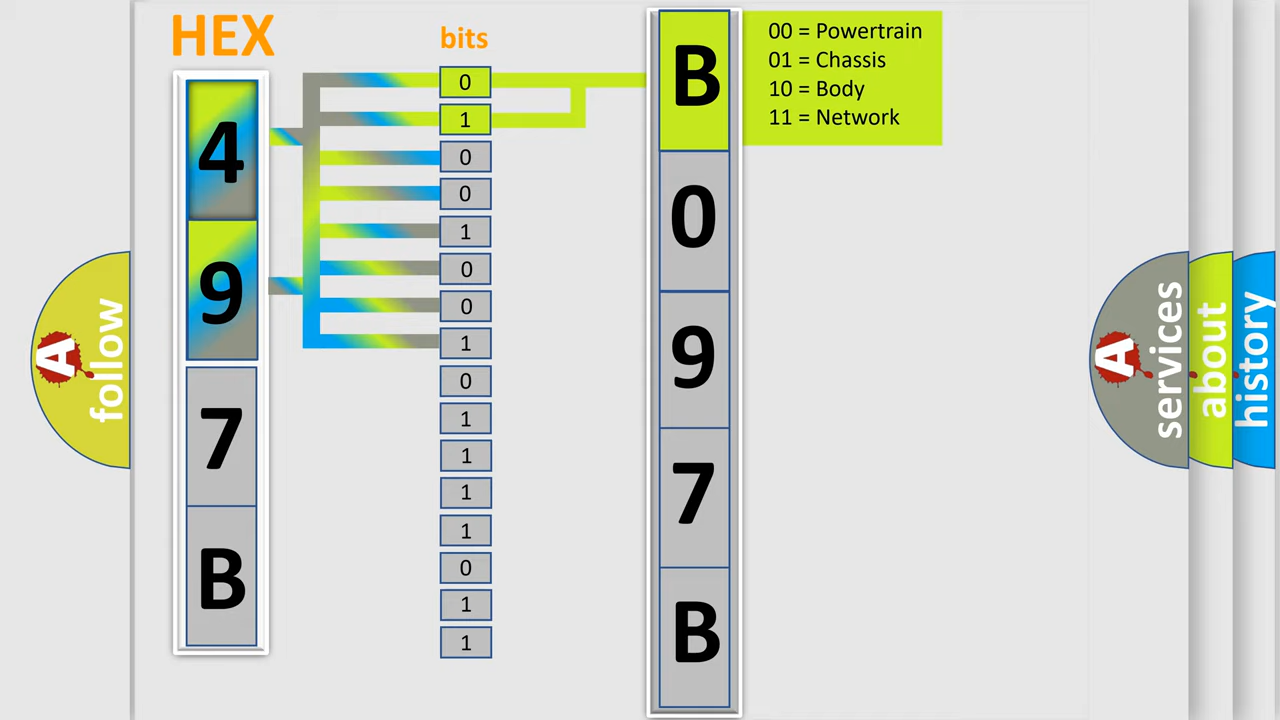 HEX
bits
4
9
7
B
0
1
0
0
1
0
0
1
0
1
1
1
1
0
1
1
B
0
9
7
B
00 = Powertrain
01 = Chassis
10 = Body
11 = Network
A
follow
A
services
about
history